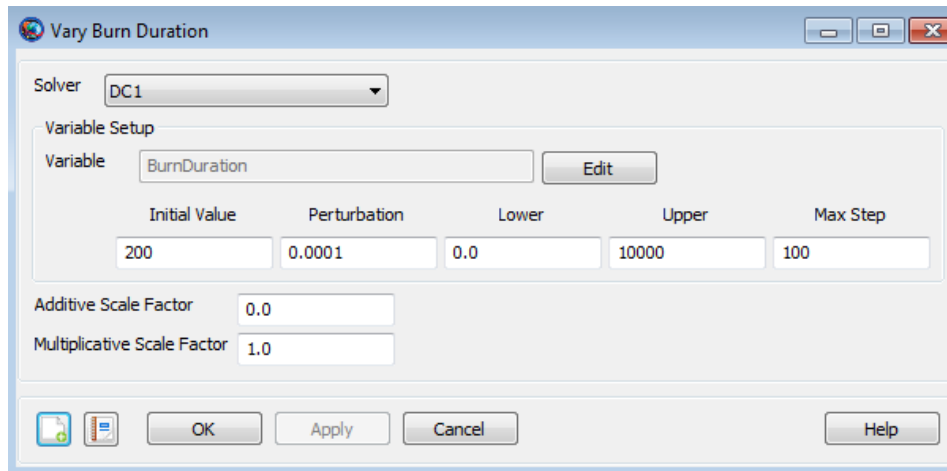 Vary Burn Duration
Solver DC1
Variable Setup
Variable BurnDuration Edit
Initial Value Perturbation Lower Upper Max Step
200 0.0001 0.0 10000 100
Additive Scale Factor 0.0
Multiplicative Scale Factor 1.0
OK Apply Cancel Help